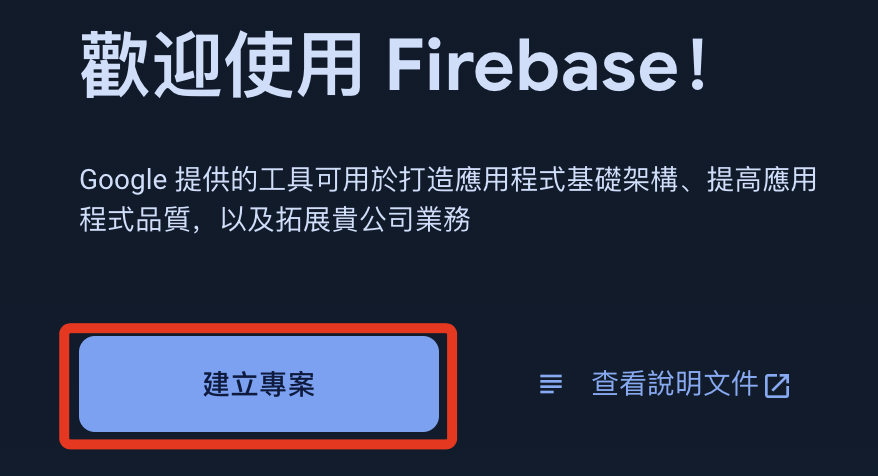 歡迎使用 Firebase！
Google 提供的工具可用於打造應用程式基礎架構、提高應用
程式品質，以及拓展貴公司業務
建立專案
查看說明文件